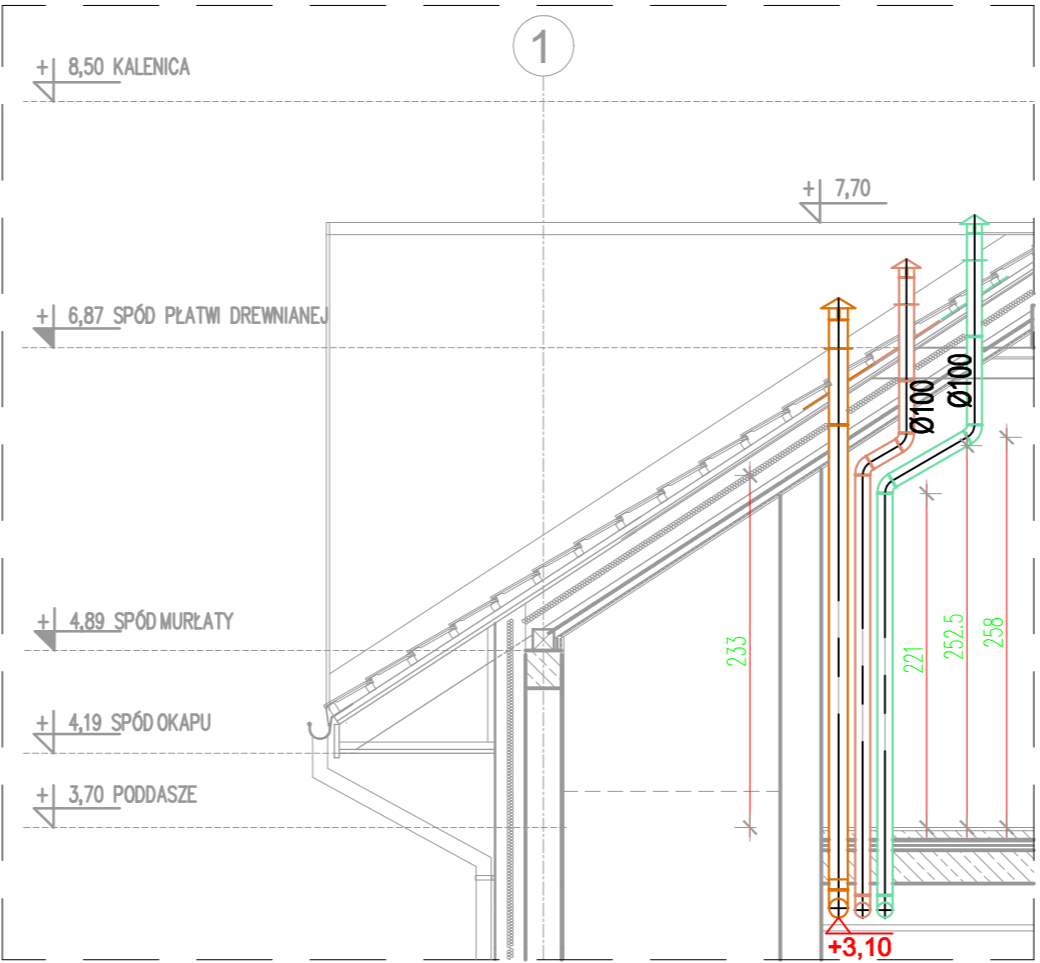 1
+ 8,50 KALENICA
+ 7,70
+ 6,87 SPÓD PŁATWI DREWNIANEJ
Ø100
Ø100
+ 4,89 SPÓD MURŁATY
233
221
252.5
258
+ 4,19 SPÓD OKAPU
+ 3,70 PODDASZE
+3,10